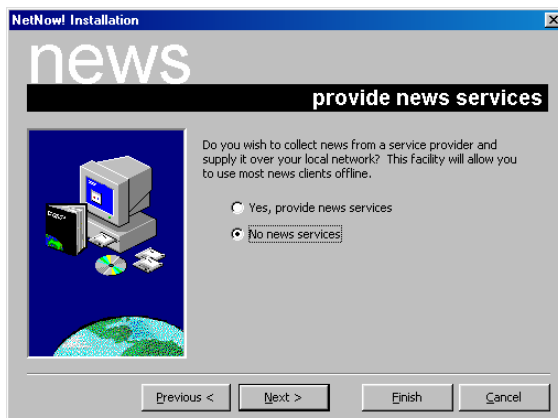 NetNow! Installation
news
provide news services
Do you wish to collect news from a service provider and
supply it over your local network? This facility will allow you
to use most news clients offline.
Yes, provide news services
No news services
Previous < Next > Finish Cancel